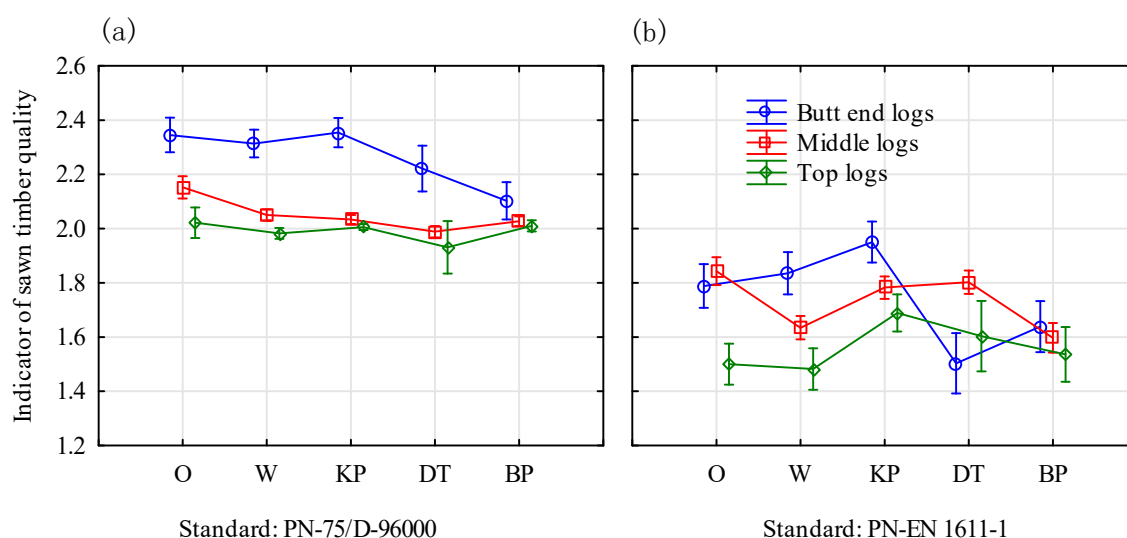 (a)
(b)
Indicator of sawn timber quality
2.6
2.4
2.2
2.0
1.8
1.6
1.4
1.2
Butt end logs
Middle logs
Top logs
O W KP DT BP
O W KP DT BP
Standard: PN-75/D-96000
Standard: PN-EN 1611-1